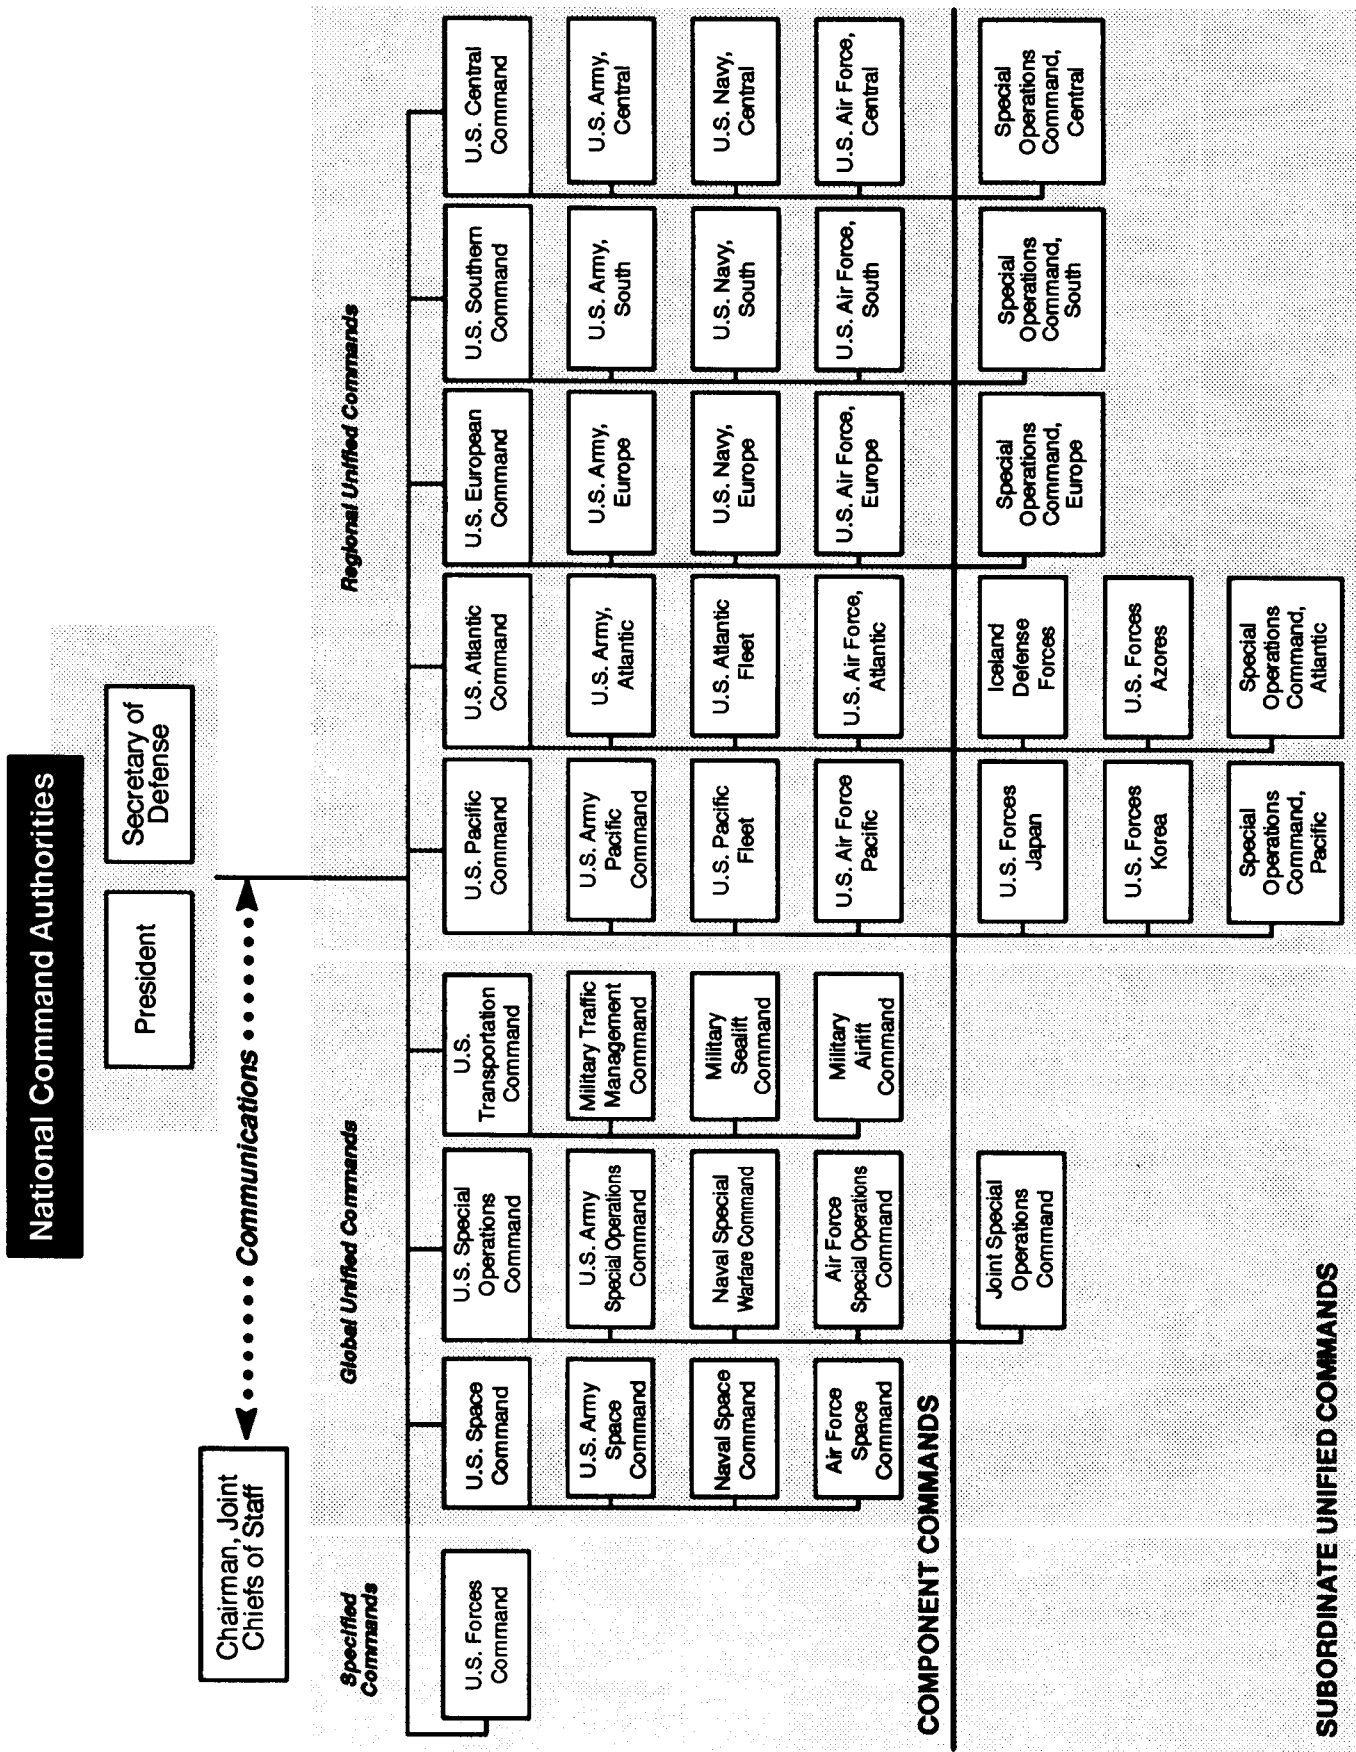 National Command Authorities
President
Secretary of
Defense
Chairman, Joint
Chiefs of Staff
Communications
Specified
Commands
Global Unified Commands
Regional Unified Commands
U.S. Forces
Command
U.S. Space
Command
U.S. Army
Space
Command
Naval Space
Command
Air Force
Space
Command
U.S. Special
Operations
Command
U.S. Army
Special Operations
Command
Naval Special
Warfare Command
Air Force
Special Operations
Command
Joint Special
Operations
Command
U.S.
Transportation
Command
Military Traffic
Management
Command
Military
Sealift
Command
Military
Airlift
Command
U.S. Pacific
Command
U.S. Army
Pacific
Command
U.S. Pacific
Fleet
U.S. Air Force
Pacific
U.S. Forces
Japan
U.S. Forces
Korea
Special
Operations
Command,
Pacific
U.S. Atlantic
Command
U.S. Army,
Atlantic
U.S. Atlantic
Fleet
U.S. Air Force,
Atlantic
Iceland
Defense
Forces
U.S. Forces
Azores
Special
Operations
Command,
Atlantic
U.S. European
Command
U.S. Army,
Europe
U.S. Navy,
Europe
U.S. Air Force,
Europe
Special
Operations
Command,
Europe
U.S. Southern
Command
U.S. Army,
South
U.S. Navy,
South
U.S. Air Force,
South
Special
Operations
Command,
South
U.S. Central
Command
U.S. Army,
Central
U.S. Navy,
Central
U.S. Air Force,
Central
Special
Operations
Command,
Central
COMPONENT COMMANDS
SUBORDINATE UNIFIED COMMANDS